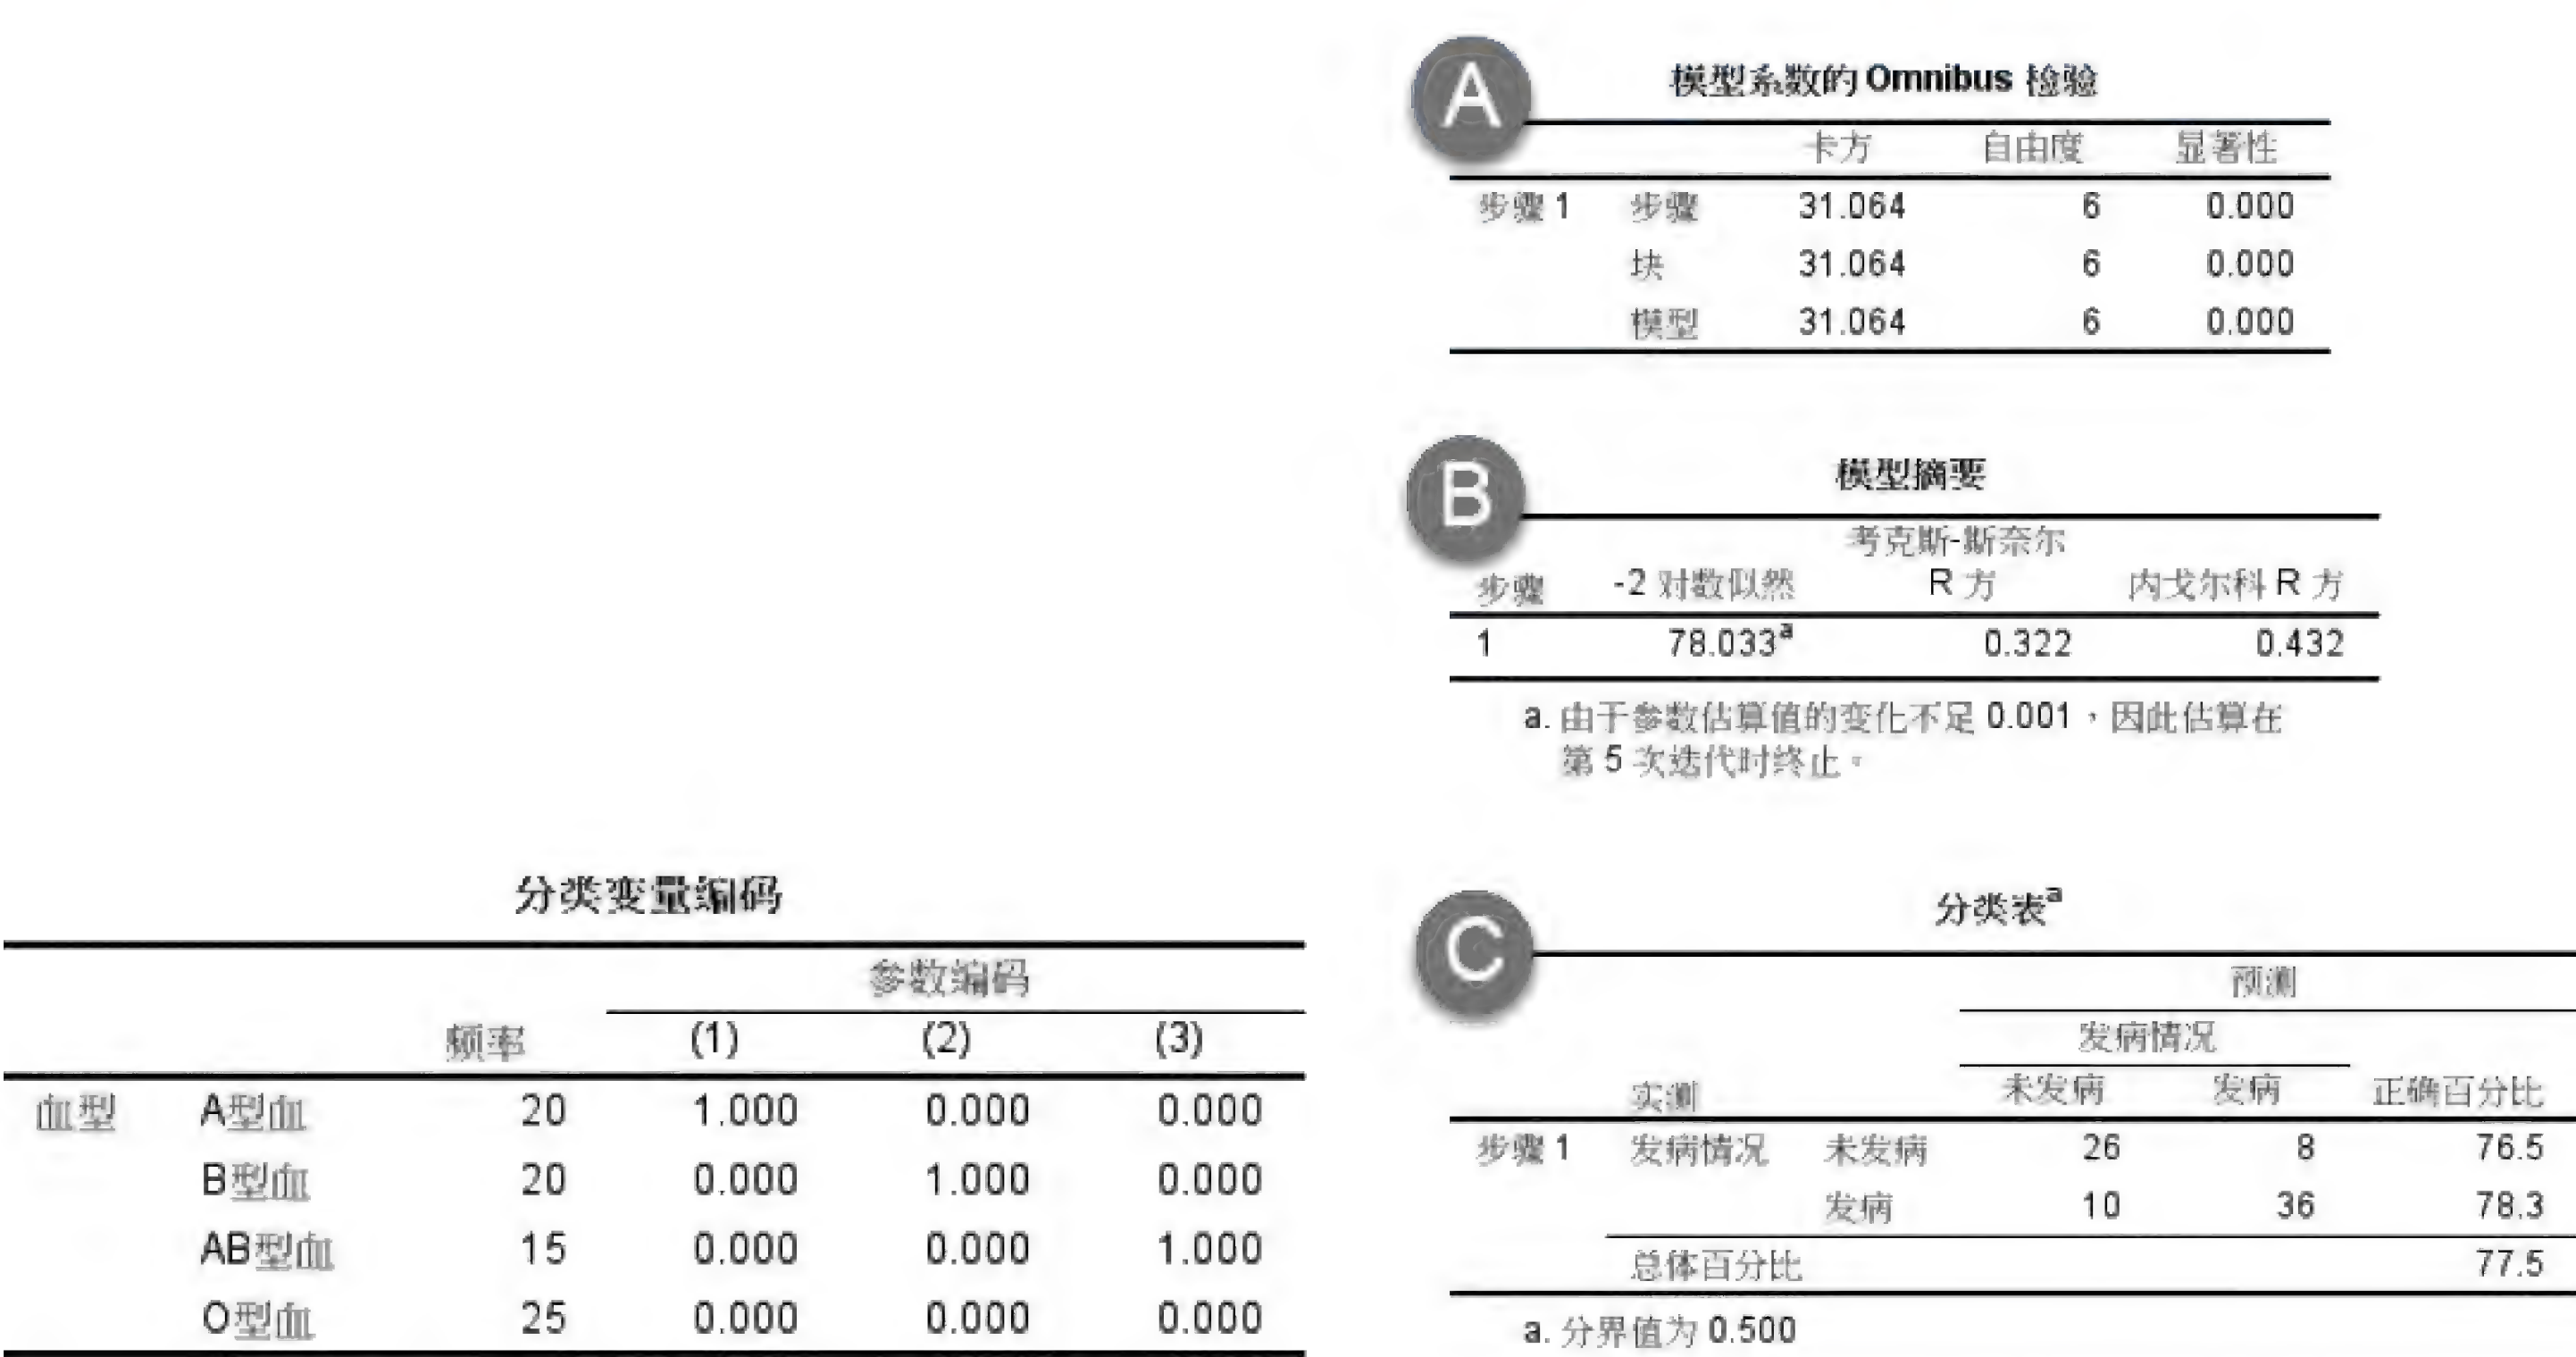 A
模型系数的 Omnibus 检验
卡方 自由度 显著性
步骤 1 步骤 31.064 6 0.000
块 31.064 6 0.000
模型 31.064 6 0.000
B
模型摘要
步骤 -2 对数似然 考克斯-斯奈尔 R 方 内戈尔科 R 方
1 78.033a 0.322 0.432
a. 由于参数估算值的变化不足 0.001，因此估算在
第 5 次迭代时终止。
分类变量编码
参数编码
频率 (1) (2) (3)
血型 A型血 20 1.000 0.000 0.000
B型血 20 0.000 1.000 0.000
AB型血 15 0.000 0.000 1.000
O型血 25 0.000 0.000 0.000
C
分类表a
预测
发病情况
实测 未发病 发病 正确百分比
步骤 1 发病情况 未发病 26 8 76.5
发病 10 36 78.3
总体百分比 77.5
a. 分界值为 0.500